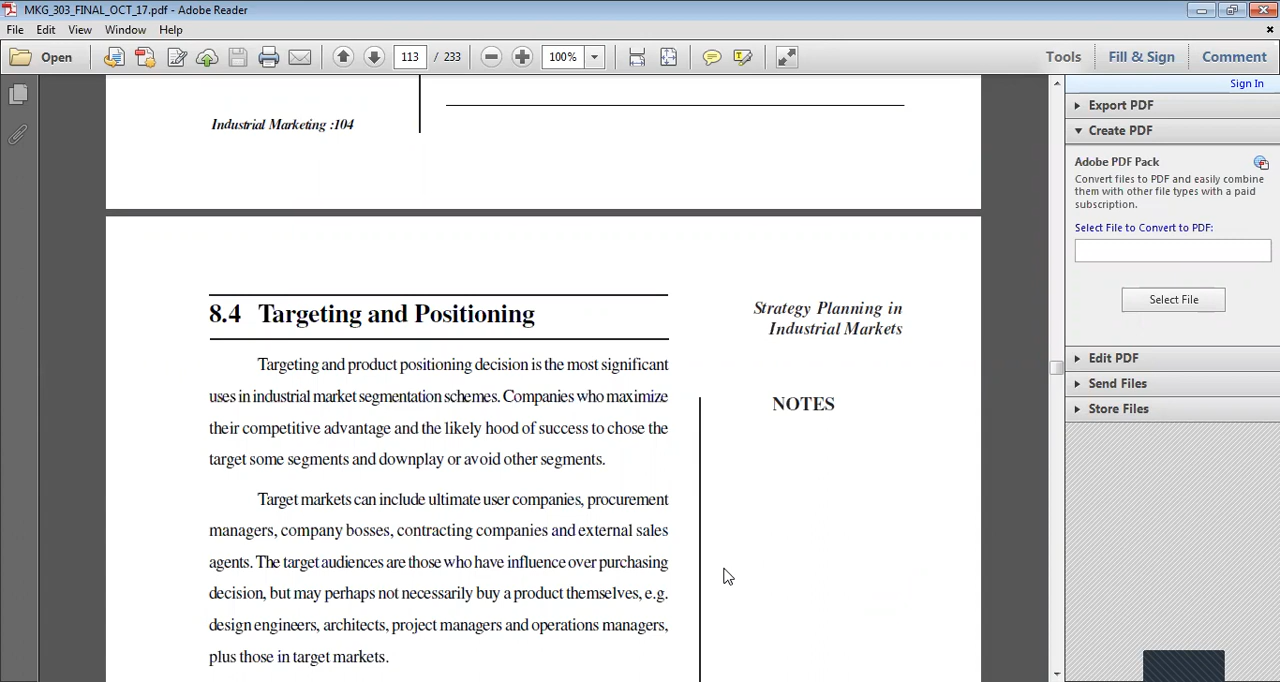 MKG_303_FINAL_OCT_17.pdf - Adobe Reader
File Edit View Window Help
Open 113 / 233 100% Tools Fill & Sign Comment
Sign In
Export PDF
Create PDF
Adobe PDF Pack
Convert files to PDF and easily combine
them with other file types with a paid
subscription.
Select File to Convert to PDF:
Select File
Edit PDF
Send Files
Store Files
Industrial Marketing :104
8.4 Targeting and Positioning
Targeting and product positioning decision is the most significant
uses in industrial market segmentation schemes. Companies who maximize
their competitive advantage and the likely hood of success to chose the
target some segments and downplay or avoid other segments.
Target markets can include ultimate user companies, procurement
managers, company bosses, contracting companies and external sales
agents. The target audiences are those who have influence over purchasing
decision, but may perhaps not necessarily buy a product themselves, e.g.
design engineers, architects, project managers and operations managers,
plus those in target markets.
Strategy Planning in
Industrial Markets
NOTES